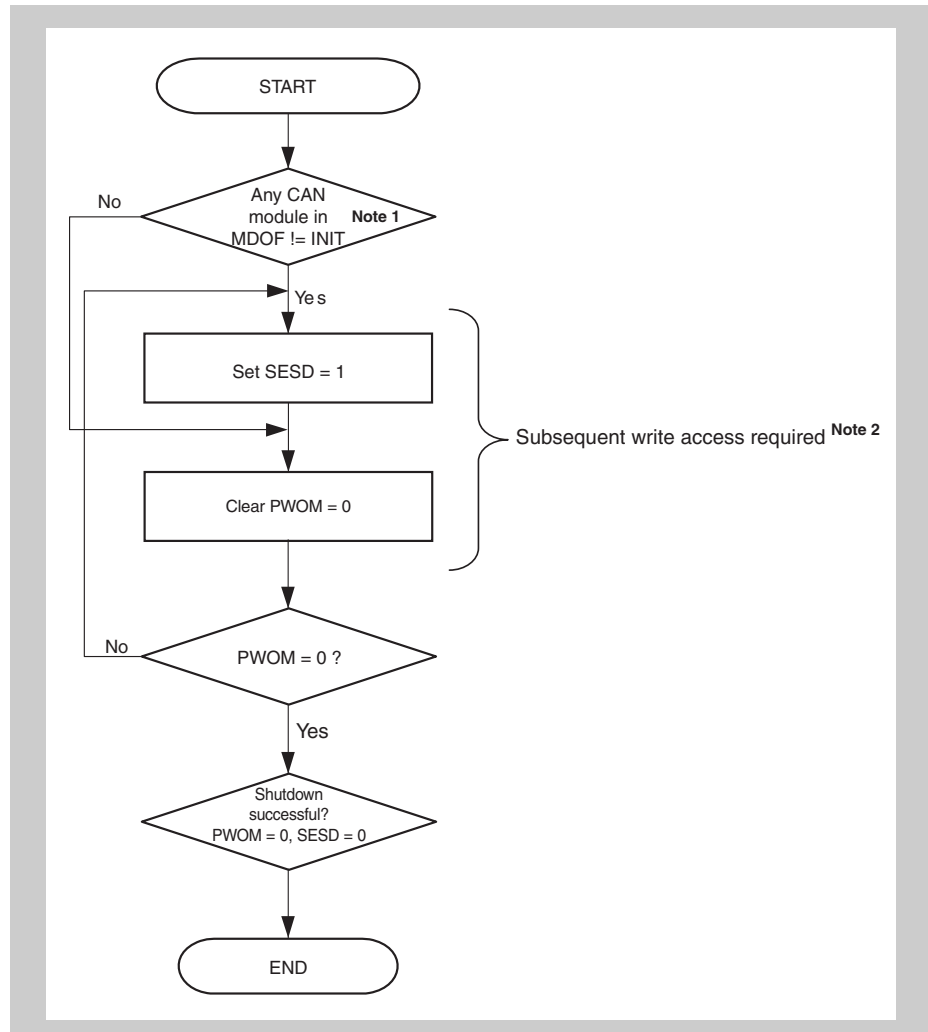 START
No
Any CAN
module in Note 1
MDOF != INIT
Yes
Set SESD = 1
Subsequent write access required Note 2
Clear PWOM = 0
No
PWOM = 0 ?
Yes
Shutdown
successful?
PWOM = 0, SESD = 0
END